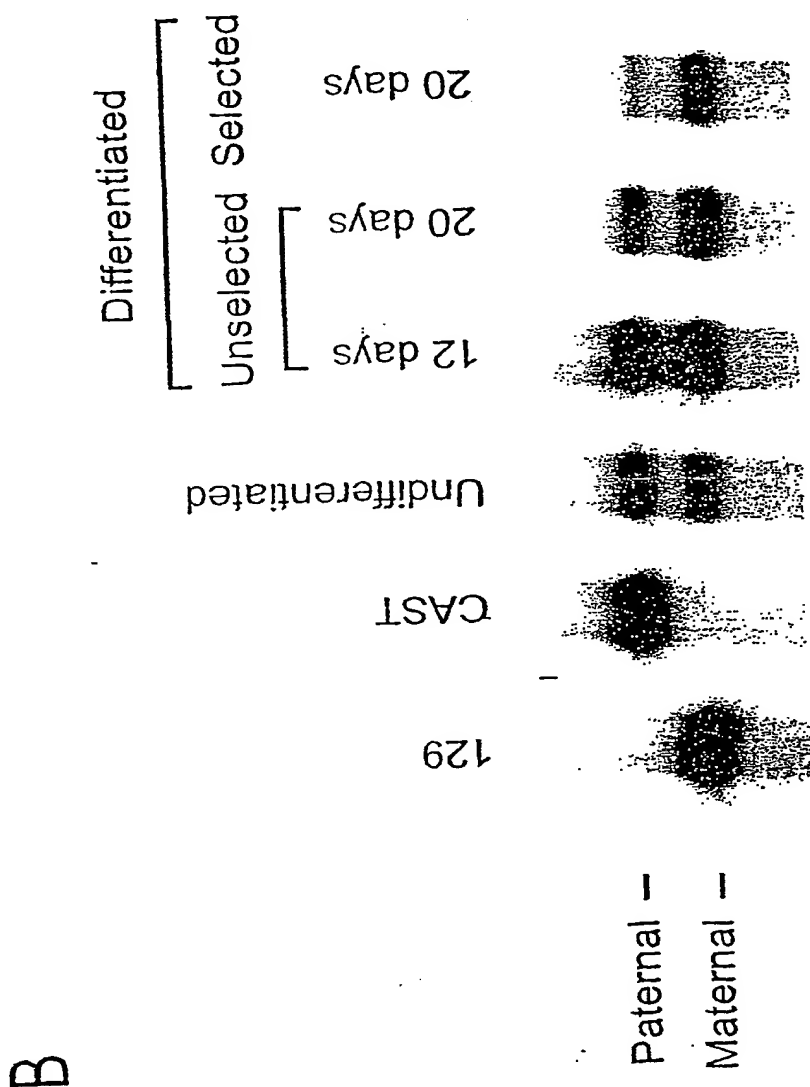 B
Differentiated
Unselected Selected
Undifferentiated
129
CAST
12 days
20 days
20 days
Paternal –
Maternal –